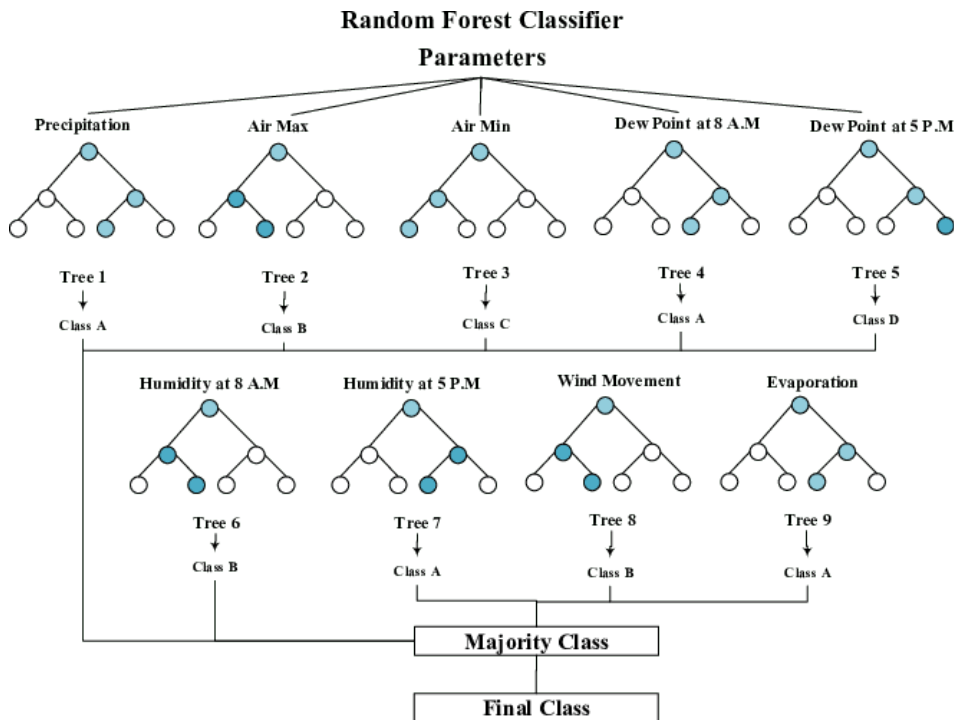 Random Forest Classifier
Parameters
Precipitation
Air Max
Air Min
Dew Point at 8 A.M
Dew Point at 5 P.M
Tree 1
Tree 2
Tree 3
Tree 4
Tree 5
Class A
Class B
Class C
Class A
Class D
Humidity at 8 A.M
Humidity at 5 P.M
Wind Movement
Evaporation
Tree 6
Tree 7
Tree 8
Tree 9
Class B
Class A
Class B
Class A
Majority Class
Final Class